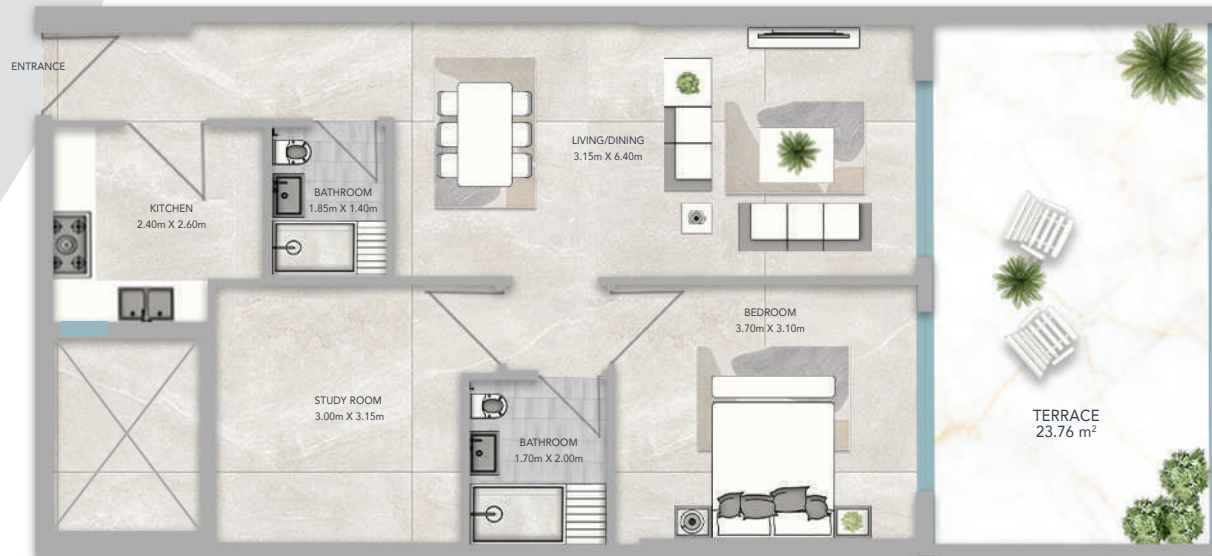 ENTRANCE
LIVING/DINING
3.15m X 6.40m
BATHROOM
1.85m X 1.40m
KITCHEN
2.40m X 2.60m
BEDROOM
3.70m X 3.10m
STUDY ROOM
3.00m X 3.15m
BATHROOM
1.70m X 2.00m
TERRACE
23.76 m²